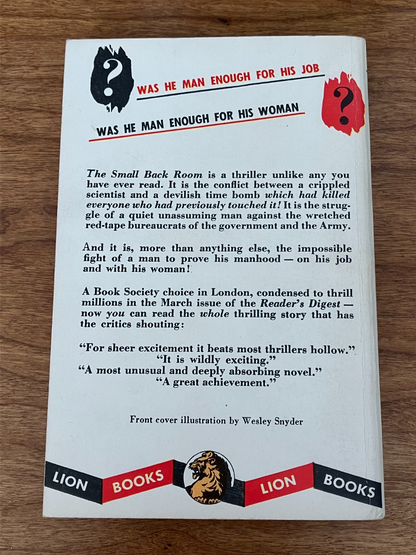 ?
WAS HE MAN ENOUGH FOR HIS JOB
?
WAS HE MAN ENOUGH FOR HIS WOMAN
The Small Back Room is a thriller unlike any you
have ever read. It is the conflict between a crippled
scientist and a devilish time bomb which had killed
everyone who had previously touched it! It is the strug-
gle of a quiet unassuming man against the wretched
red-tape bureaucrats of the government and the Army.
And it is, more than anything else, the impossible
fight of a man to prove his manhood — on his job
and with his woman!
A Book Society choice in London, condensed to thrill
millions in the March issue of the Reader's Digest —
now you can read the whole thrilling story that has
the critics shouting:
"For sheer excitement it beats most thrillers hollow."
"It is wildly exciting."
"A most unusual and deeply absorbing novel."
"A great achievement."
Front cover illustration by Wesley Snyder
LION BOOKS LION BOOKS